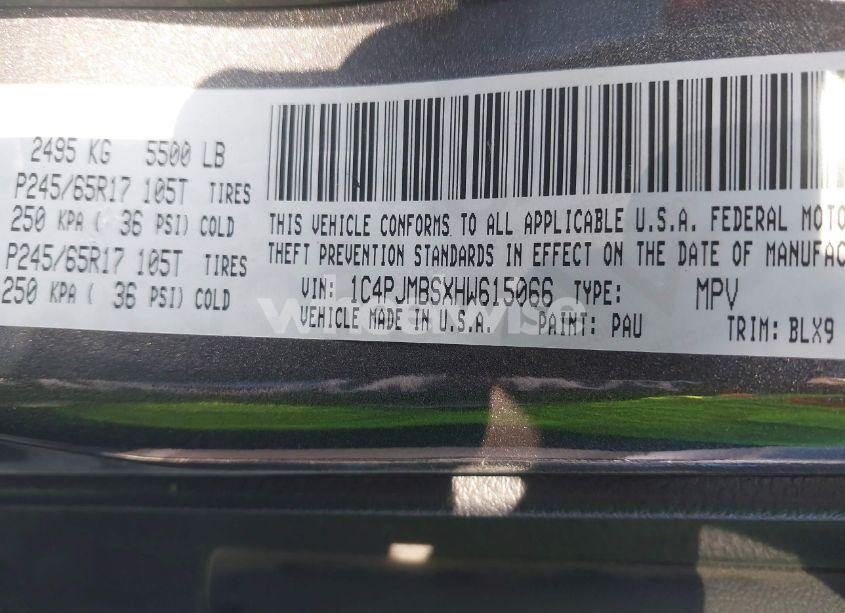 2495 KG 5500 LB
P245/65R17 105T TIRES
250 KPA ( 36 PSI) COLD
P245/65R17 105T TIRES
250 KPA ( 36 PSI) COLD
THIS VEHICLE CONFORMS TO ALL APPLICABLE U.S.A. FEDERAL MOTO
THEFT PREVENTION STANDARDS IN EFFECT ON THE DATE OF MANUFAC
VIN: 1C4PJMBSXHW615066 TYPE: MPV
VEHICLE MADE IN U.S.A. PAINT: PAU TRIM: BLX9
wheelwise